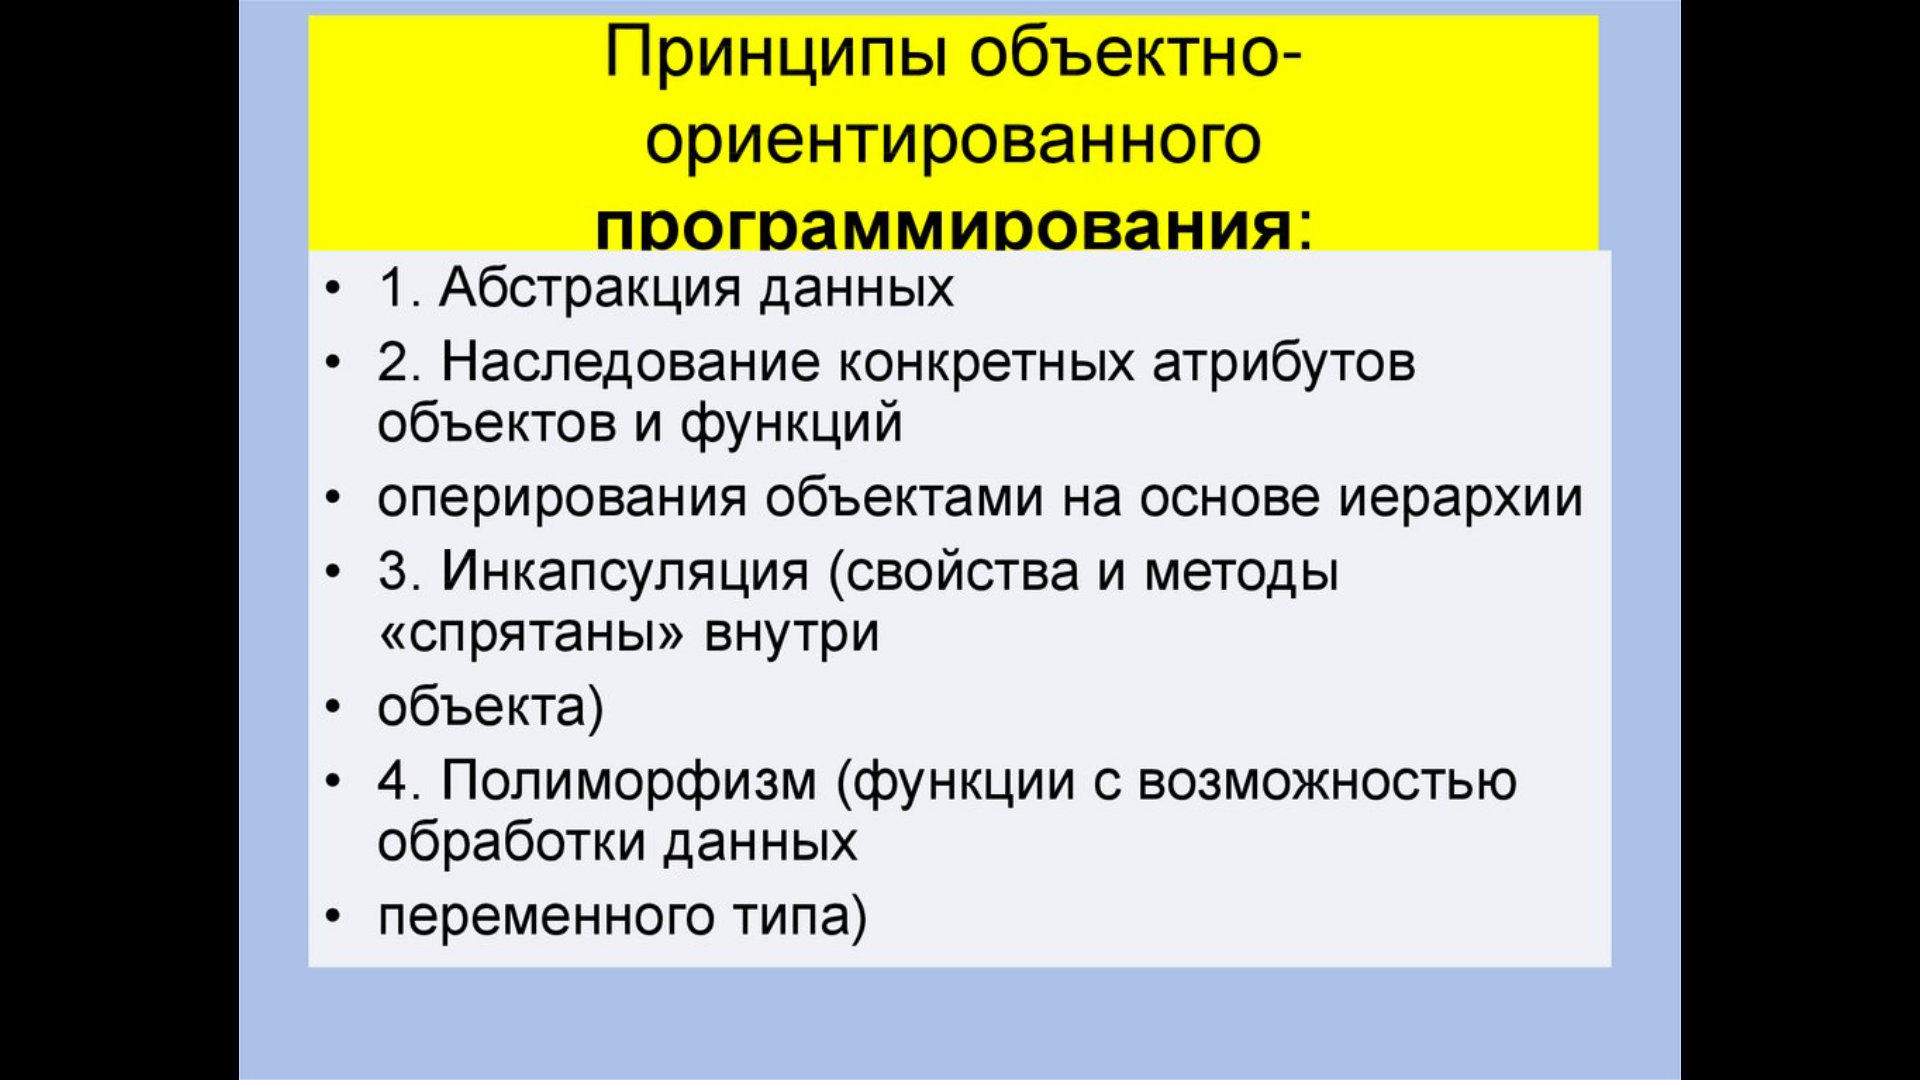 Принципы объектно-
ориентированного
программирования:
• 1. Абстракция данных
• 2. Наследование конкретных атрибутов
объектов и функций
• оперирования объектами на основе иерархии
• 3. Инкапсуляция (свойства и методы
«спрятаны» внутри
• объекта)
• 4. Полиморфизм (функции с возможностью
обработки данных
• переменного типа)